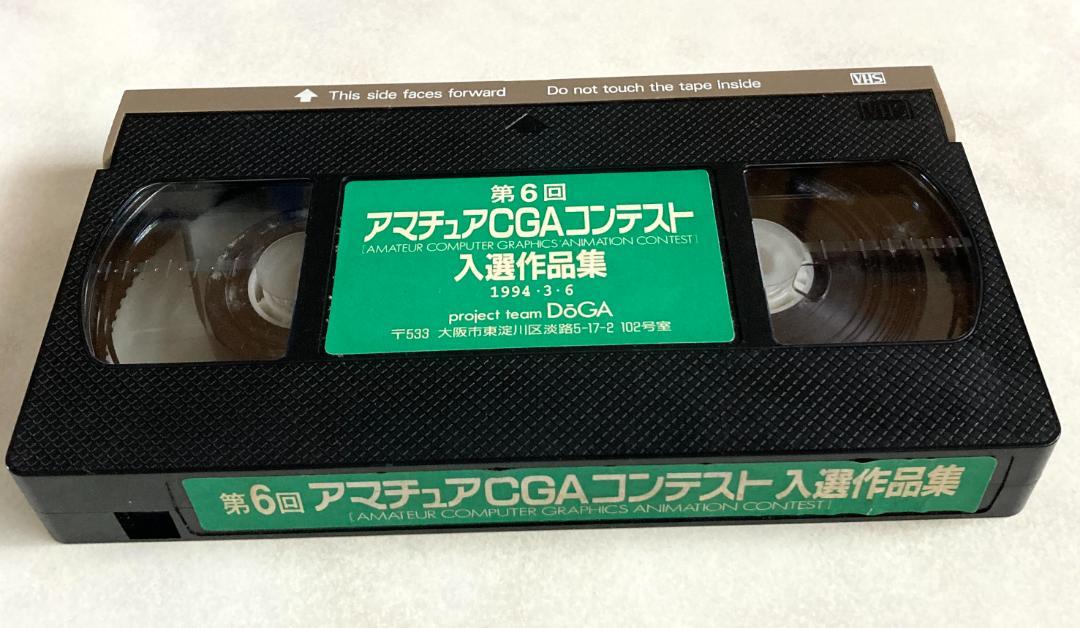 This side faces forward
Do not touch the tape inside
VHS
第6回
アマチュアCGAコンテスト
[AMATEUR COMPUTER GRAPHICS ANIMATION CONTEST]
入選作品集
1994・3・6
project team DōGA
〒533 大阪市東淀川区淡路5-17-2 102号室
第6回 アマチュアCGAコンテスト 入選作品集
[AMATEUR COMPUTER GRAPHICS ANIMATION CONTEST]